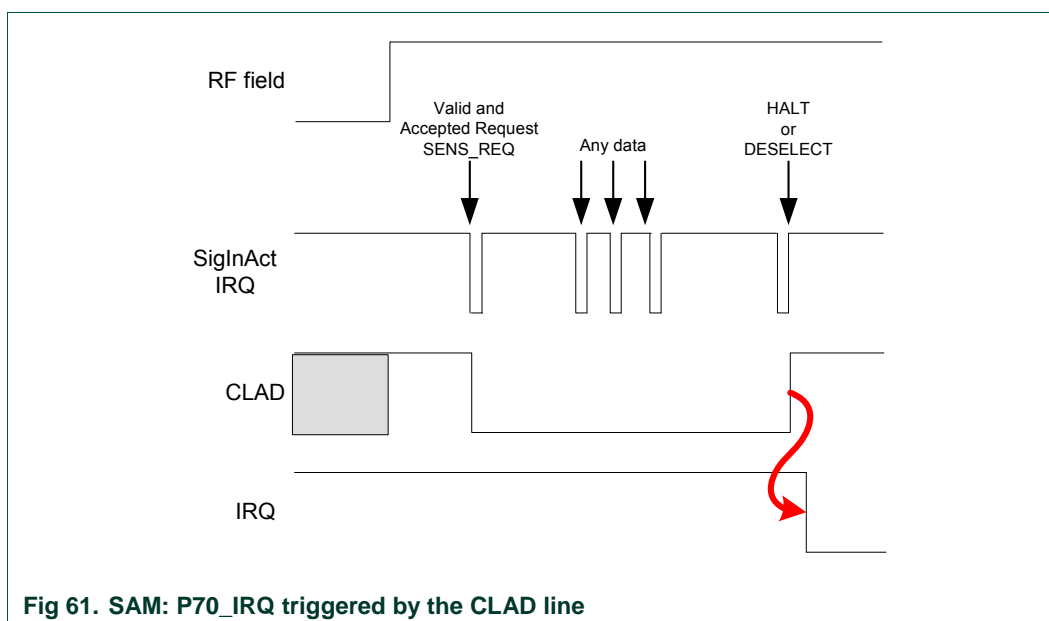 RF field
Valid and
Accepted Request
SENS_REQ
Any data
HALT
or
DESELECT
SigInAct
IRQ
CLAD
IRQ
Fig 61. SAM: P70_IRQ triggered by the CLAD line